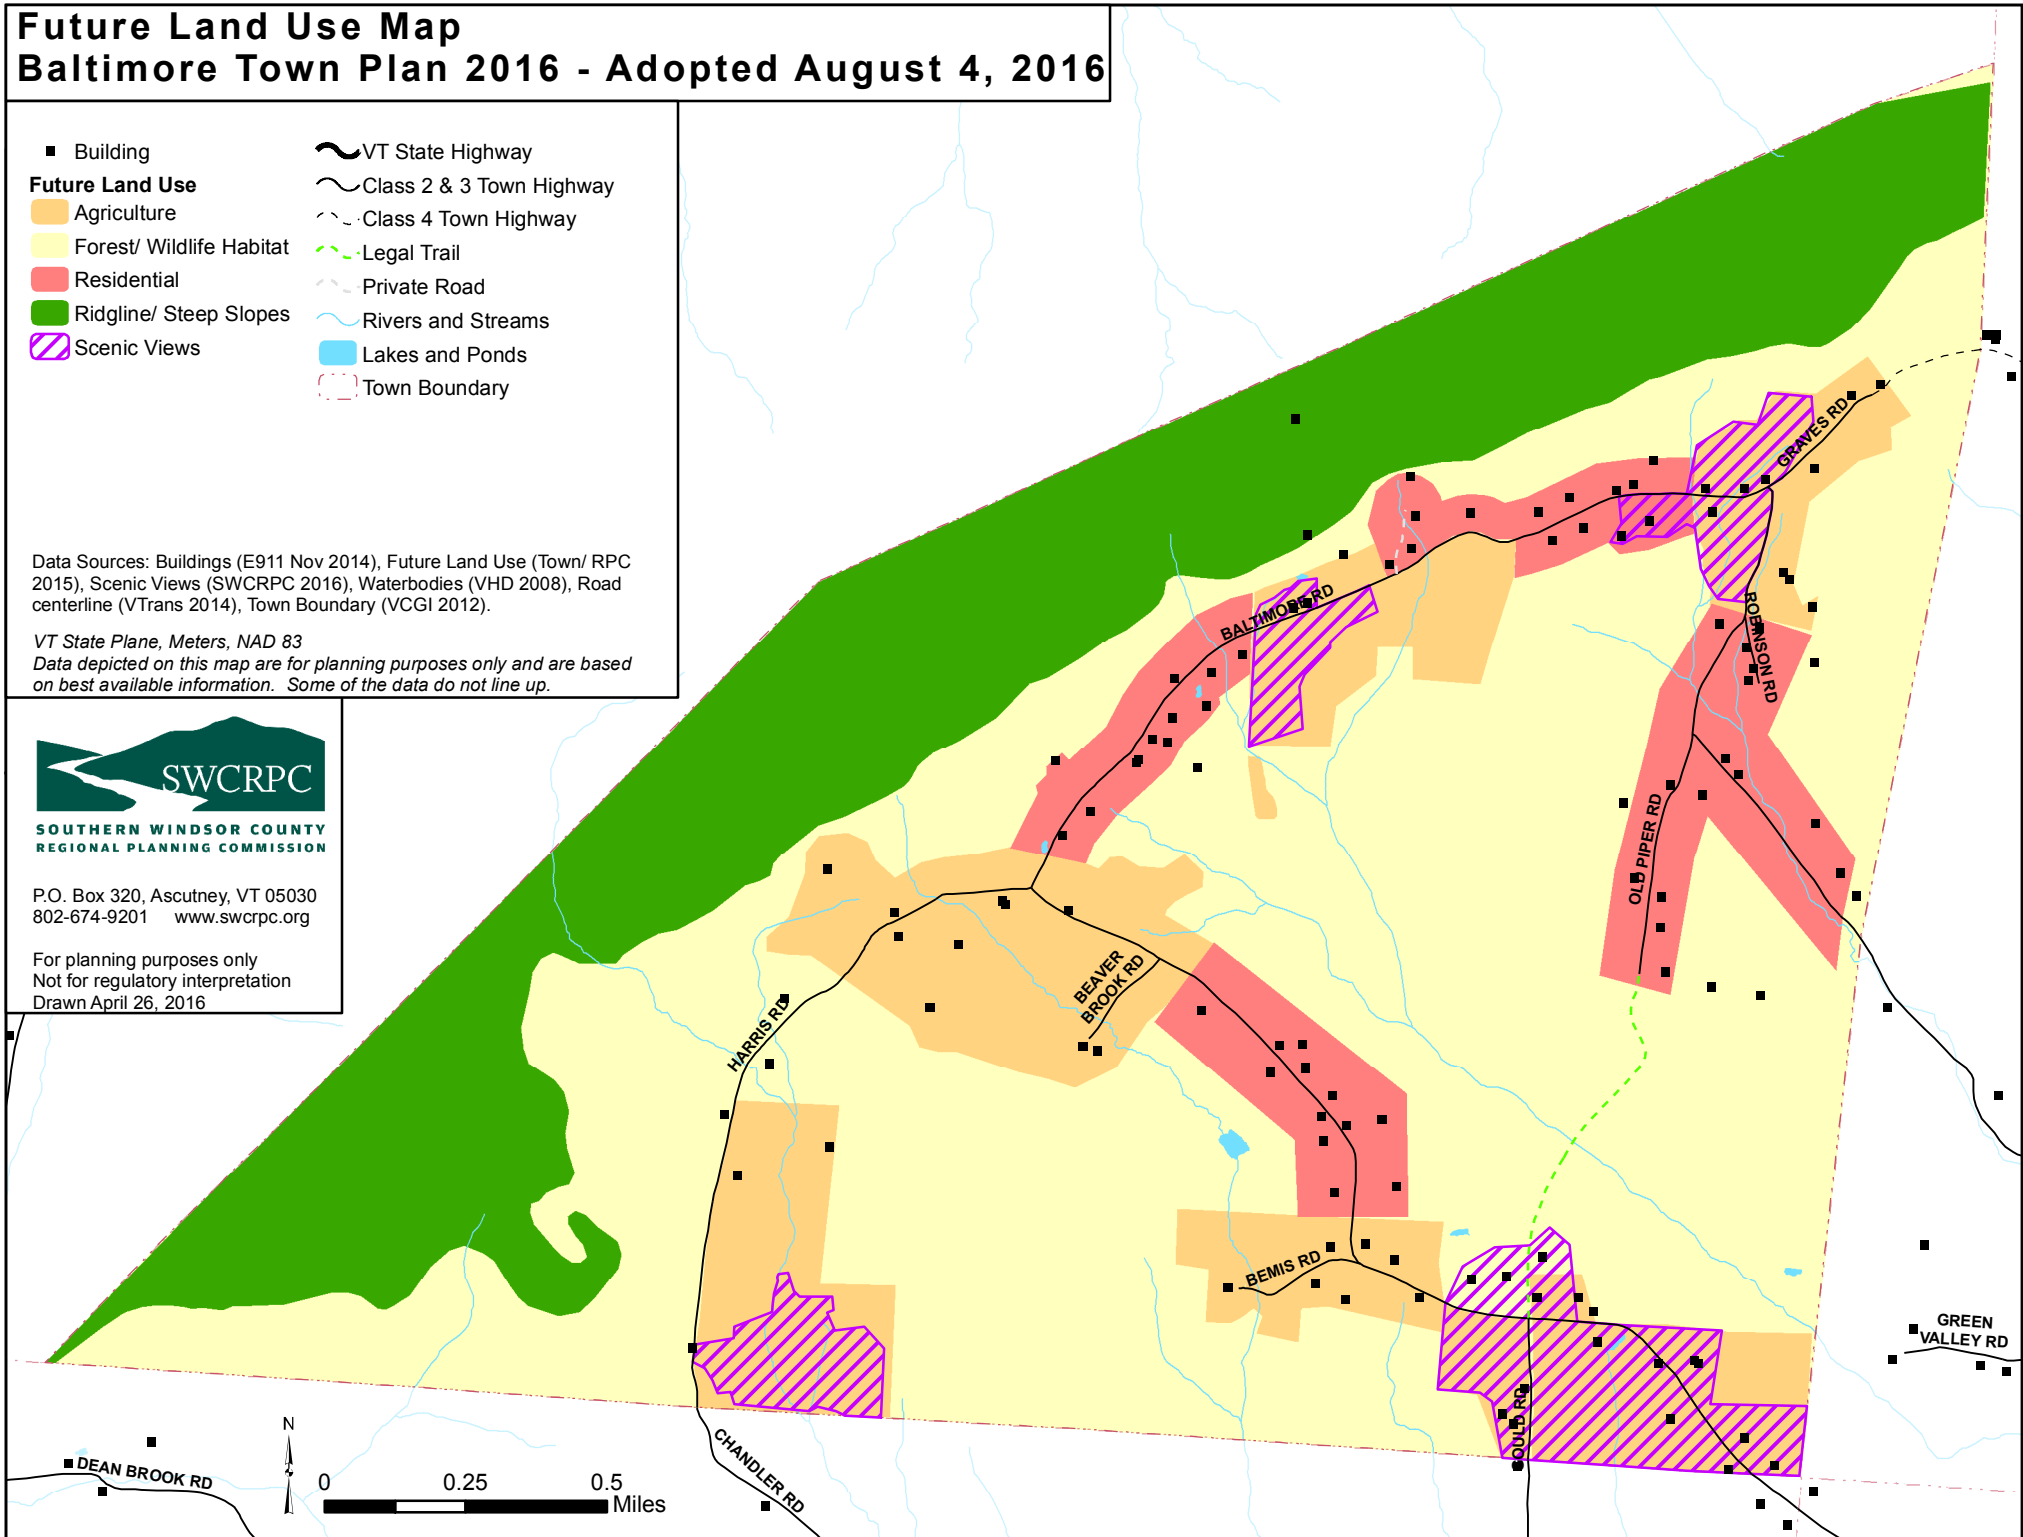 Future Land Use Map
Baltimore Town Plan 2016 - Adopted August 4, 2016
Building
Future Land Use
Agriculture
Forest/ Wildlife Habitat
Residential
Ridgline/ Steep Slopes
Scenic Views
VT State Highway
Class 2 & 3 Town Highway
Class 4 Town Highway
Legal Trail
Private Road
Rivers and Streams
Lakes and Ponds
Town Boundary
Data Sources: Buildings (E911 Nov 2014), Future Land Use (Town/ RPC
2015), Scenic Views (SWCRPC 2016), Waterbodies (VHD 2008), Road
centerline (VTrans 2014), Town Boundary (VCGI 2012).
VT State Plane, Meters, NAD 83
Data depicted on this map are for planning purposes only and are based
on best available information. Some of the data do not line up.
SWCRPC
SOUTHERN WINDSOR COUNTY
REGIONAL PLANNING COMMISSION
P.O. Box 320, Ascutney, VT 05030
802-674-9201 www.swcrpc.org
For planning purposes only
Not for regulatory interpretation
Drawn April 26, 2016
GRAVES RD
BALTIMORE RD
ROBINSON RD
OLD PIPER RD
BEAVER
BROOK RD
HARRIS RD
BEMIS RD
GOULD RD
GREEN
VALLEY RD
CHANDLER RD
DEAN BROOK RD
N
0 0.25 0.5
Miles